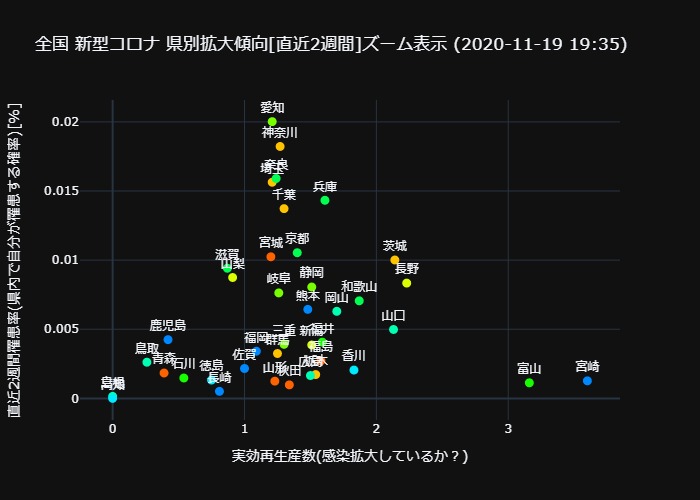 全国 新型コロナ 県別拡大傾向[直近2週間]ズーム表示 (2020-11-19 19:35)
直近2週間罹患率(県内で自分が罹患する確率)[%]
0.02
0.015
0.01
0.005
0
愛知
神奈川
奈良
埼玉
兵庫
千葉
宮城
京都
茨城
滋賀
山梨
長野
岐阜
静岡
熊本
岡山
和歌山
鹿児島
三重
新潟
福井
山口
福岡
群馬
福島
鳥取
青森
石川
徳島
佐賀
香川
長崎
山形
秋田
広島
富山
宮崎
0
1
2
3
実効再生産数(感染拡大しているか？)